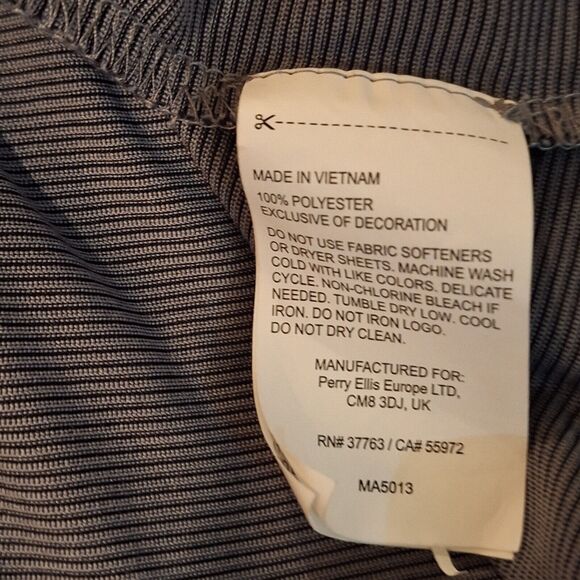 MADE IN VIETNAM
100% POLYESTER
EXCLUSIVE OF DECORATION
DO NOT USE FABRIC SOFTENERS
OR DRYER SHEETS. MACHINE WASH
COLD WITH LIKE COLORS. DELICATE
CYCLE. NON-CHLORINE BLEACH IF
NEEDED. TUMBLE DRY LOW. COOL
IRON. DO NOT IRON LOGO.
DO NOT DRY CLEAN.
MANUFACTURED FOR:
Perry Ellis Europe LTD,
CM8 3DJ, UK
RN# 37763 / CA# 55972
MA5013